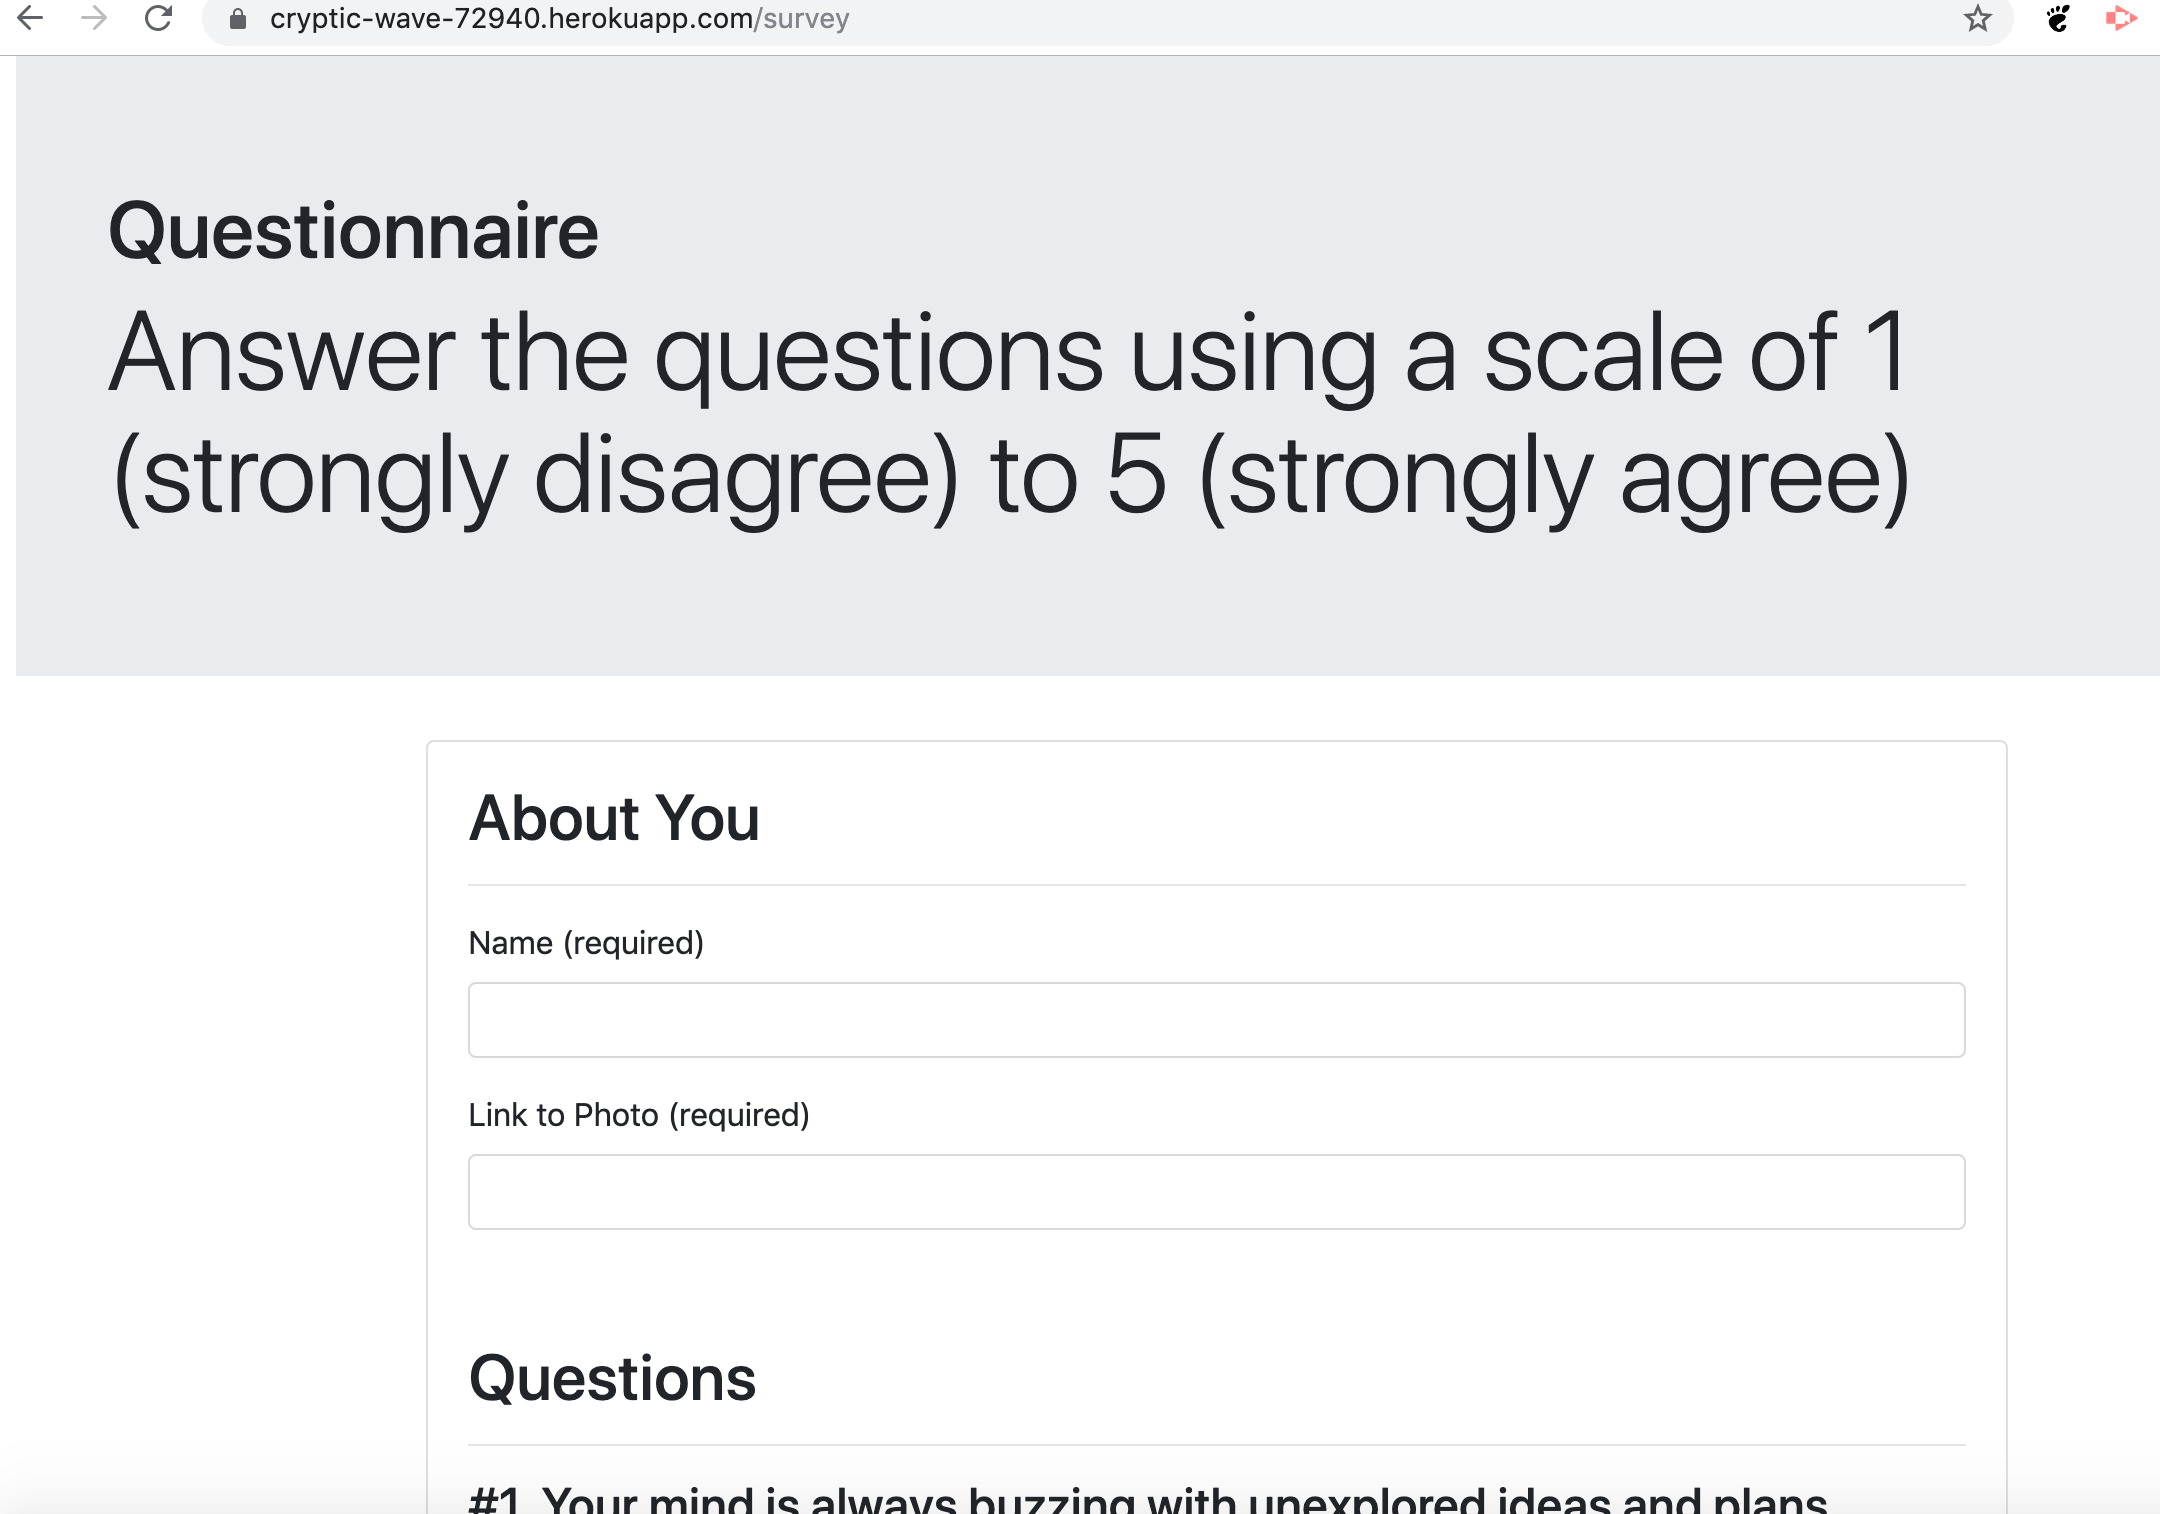 cryptic-wave-72940.herokuapp.com/survey
Questionnaire
Answer the questions using a scale of 1
(strongly disagree) to 5 (strongly agree)
About You
Name (required)
Link to Photo (required)
Questions
#1. Your mind is always buzzing with unexplored ideas and plans.